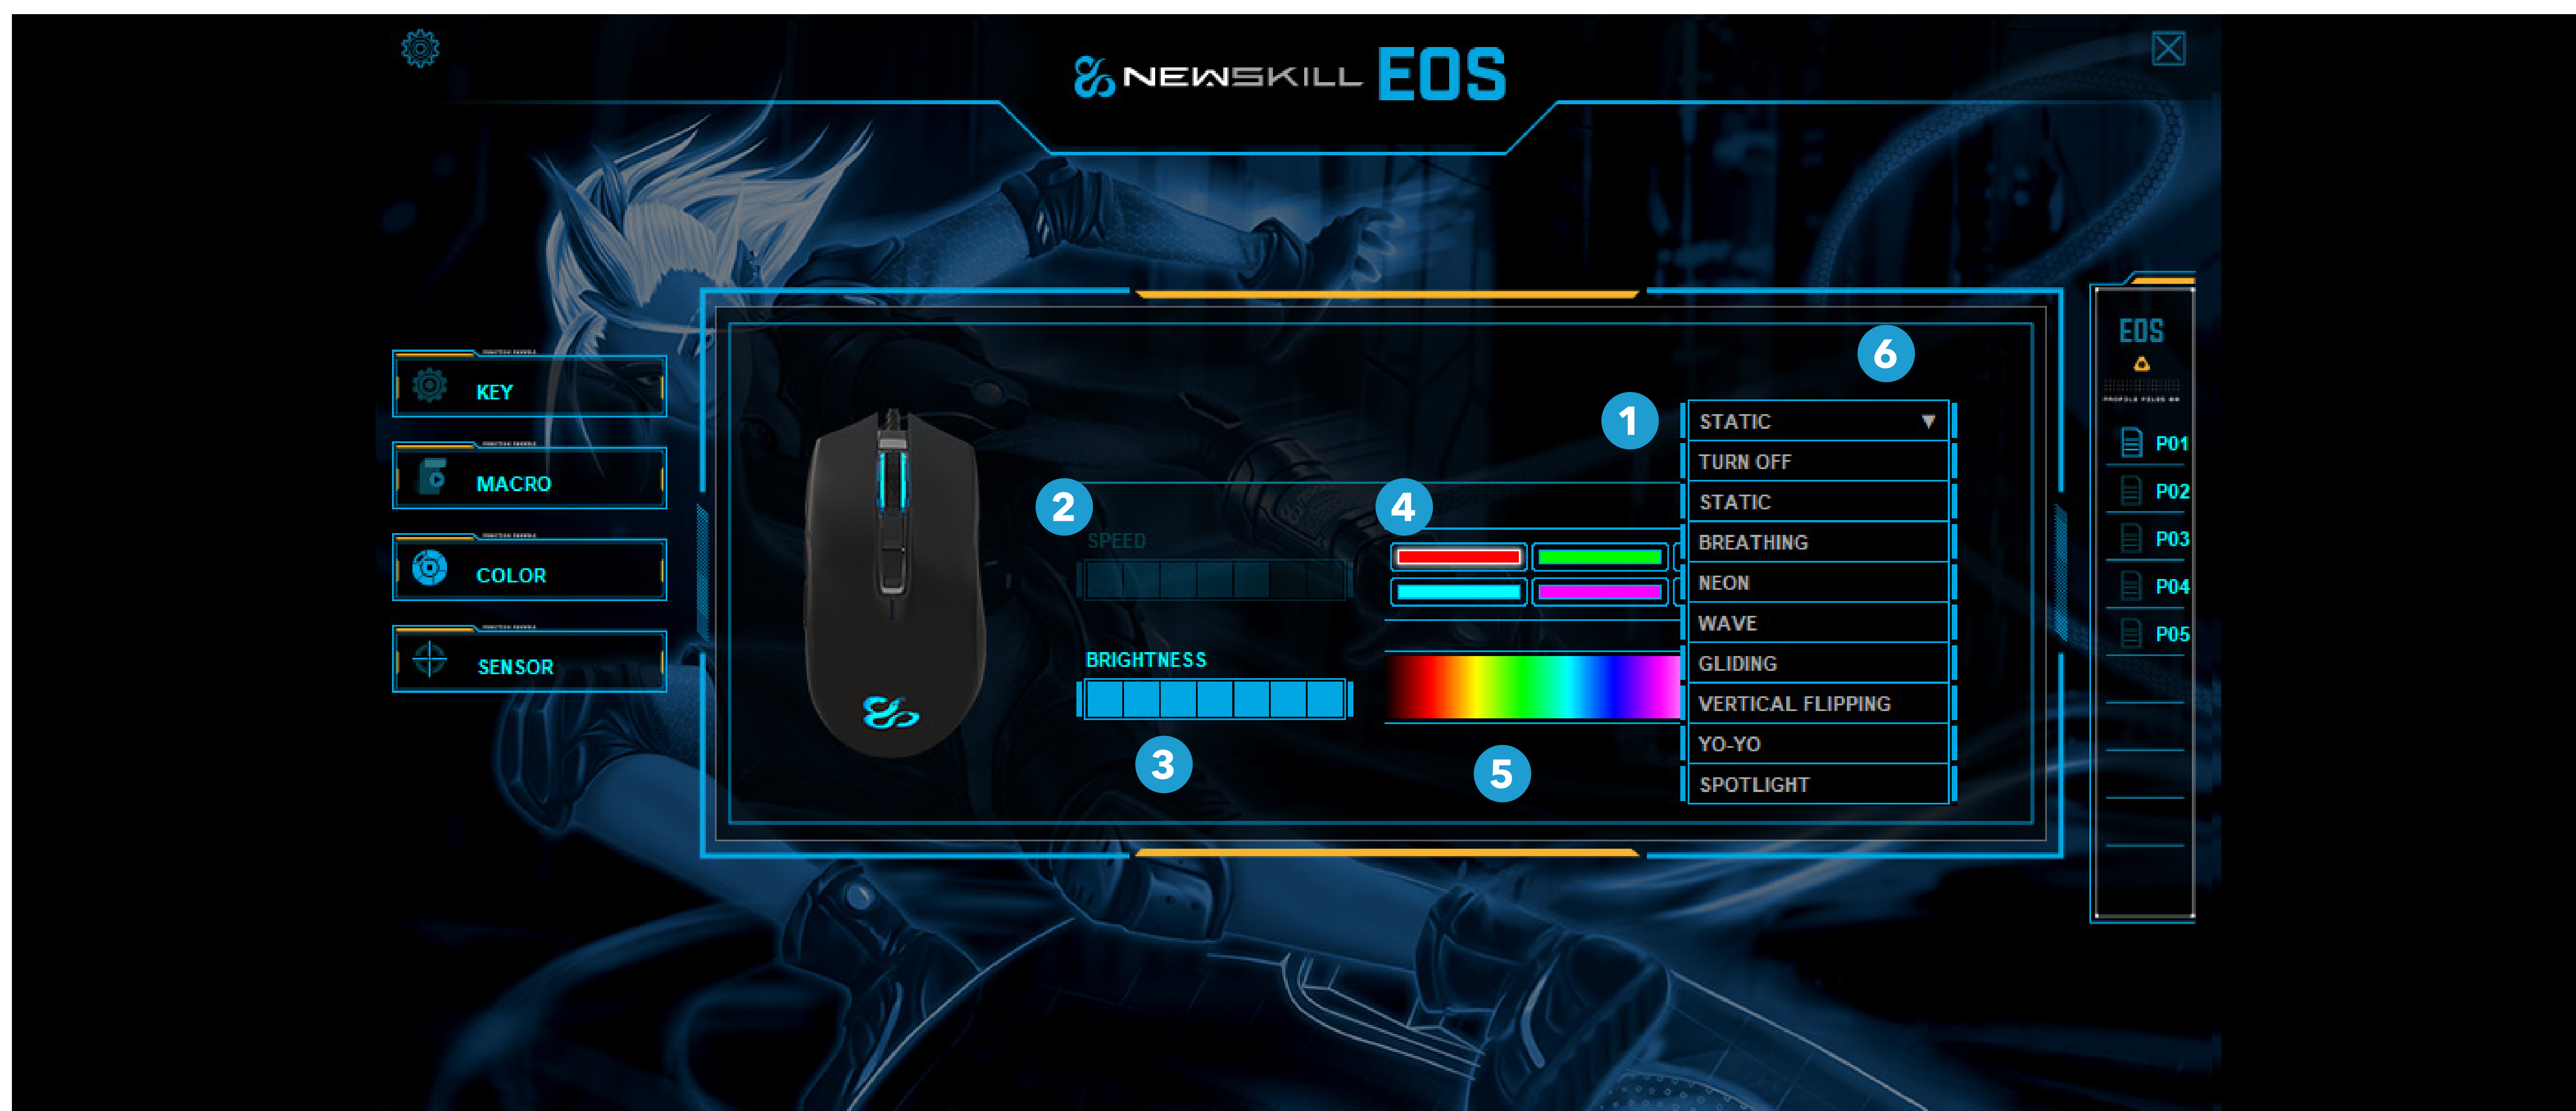 NEWSKILL EOS
KEY
MACRO
COLOR
SENSOR
1
2
3
4
5
6
SPEED
BRIGHTNESS
STATIC
TURN OFF
STATIC
BREATHING
NEON
WAVE
GLIDING
VERTICAL FLIPPING
YO-YO
SPOTLIGHT
EOS
P01
P02
P03
P04
P05